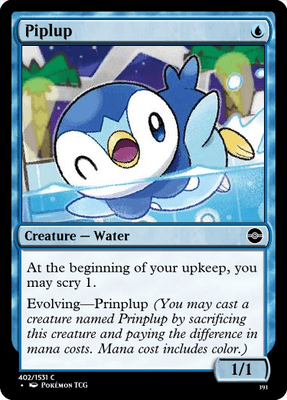 Piplup
Creature — Water
At the beginning of your upkeep, you
may scry 1.
Evolving—Prinplup (You may cast a
creature named Prinplup by sacrificing
this creature and paying the difference in
mana costs. Mana cost includes color.)
1/1
402/1531 C
• POKÉMON TCG
J91